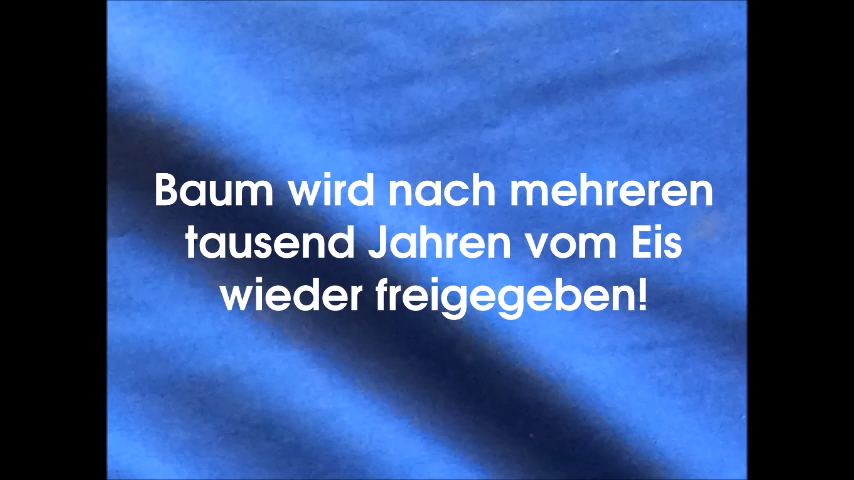 Baum wird nach mehreren
tausend Jahren vom Eis
wieder freigegeben!